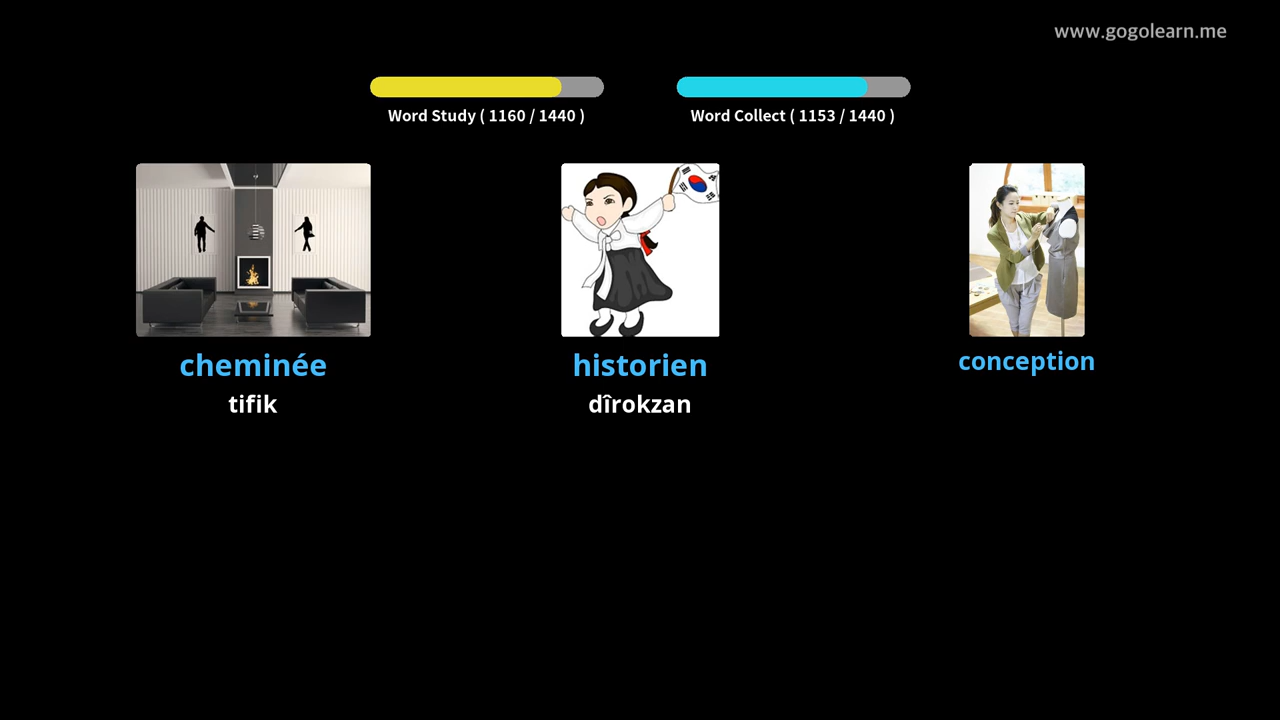 www.gogolearn.me
Word Study ( 1160 / 1440 )
Word Collect ( 1153 / 1440 )
cheminée
tifik
historien
dîrokzan
conception